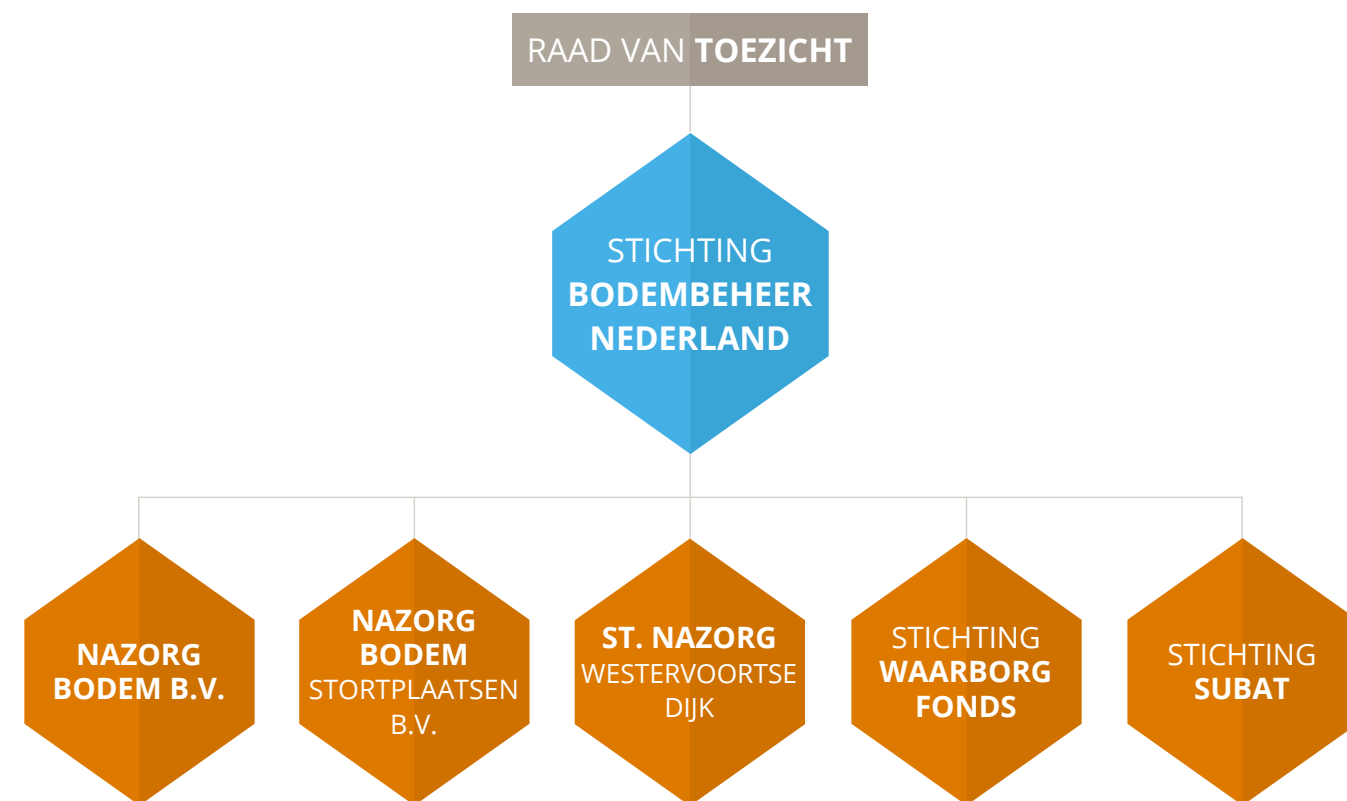 RAAD VAN TOEZICHT
STICHTING
BODEMBEHEER
NEDERLAND
NAZORG
BODEM B.V.
NAZORG
BODEM
STORTPLAATSEN
B.V.
ST. NAZORG
WESTERVOORTSE
DIJK
STICHTING
WAARBORG
FONDS
STICHTING
SUBAT